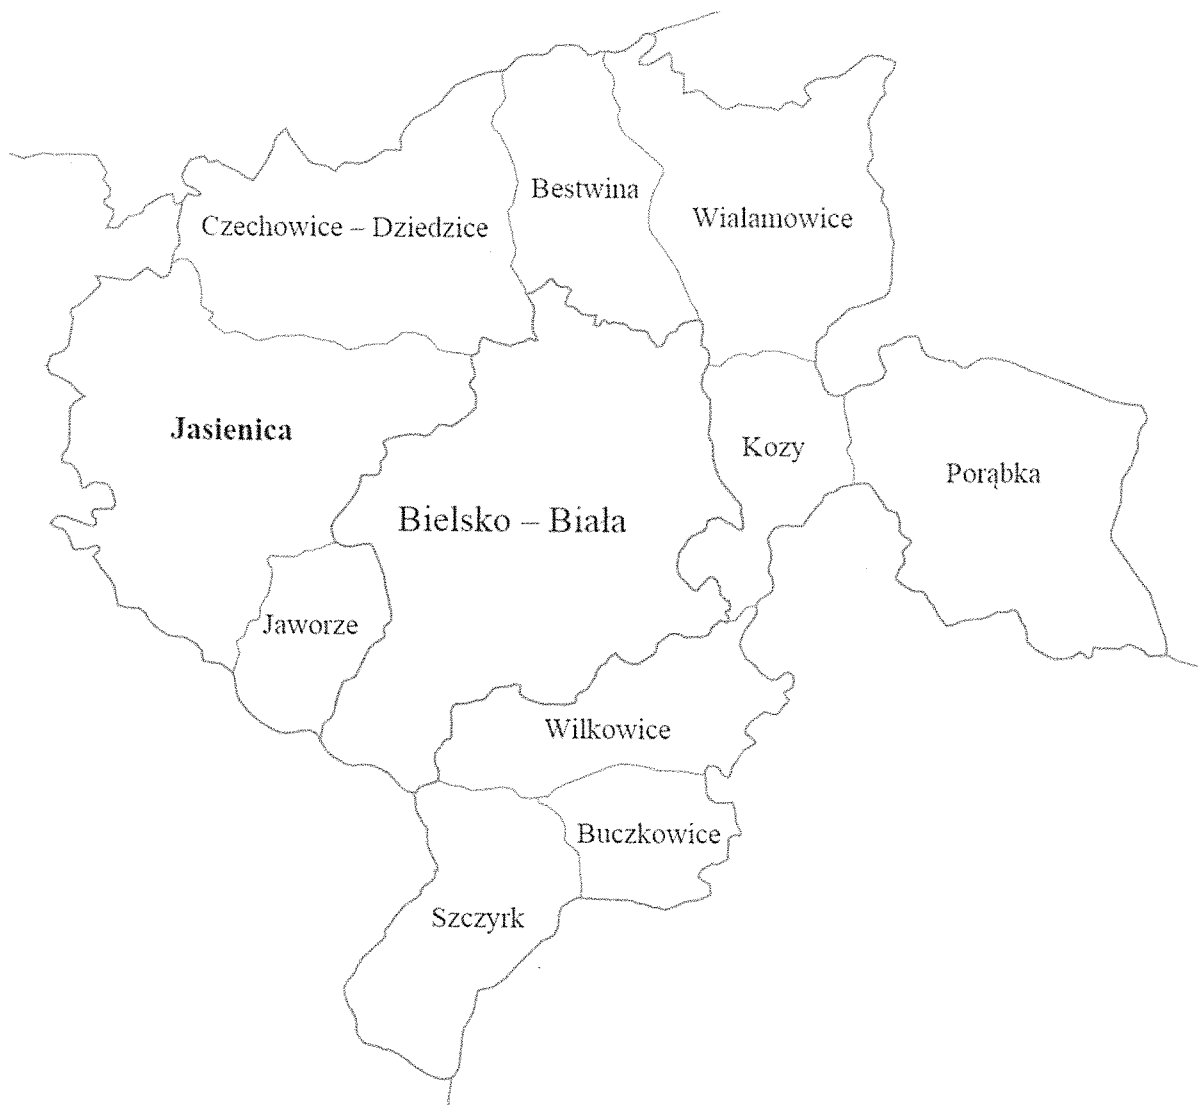 Bestwina
Wialamowice
Czechowice – Dziedzice
Jasienica
Kozy
Porąbka
Bielsko – Biała
Jaworze
Wilkowice
Buczkowice
Szczyrk